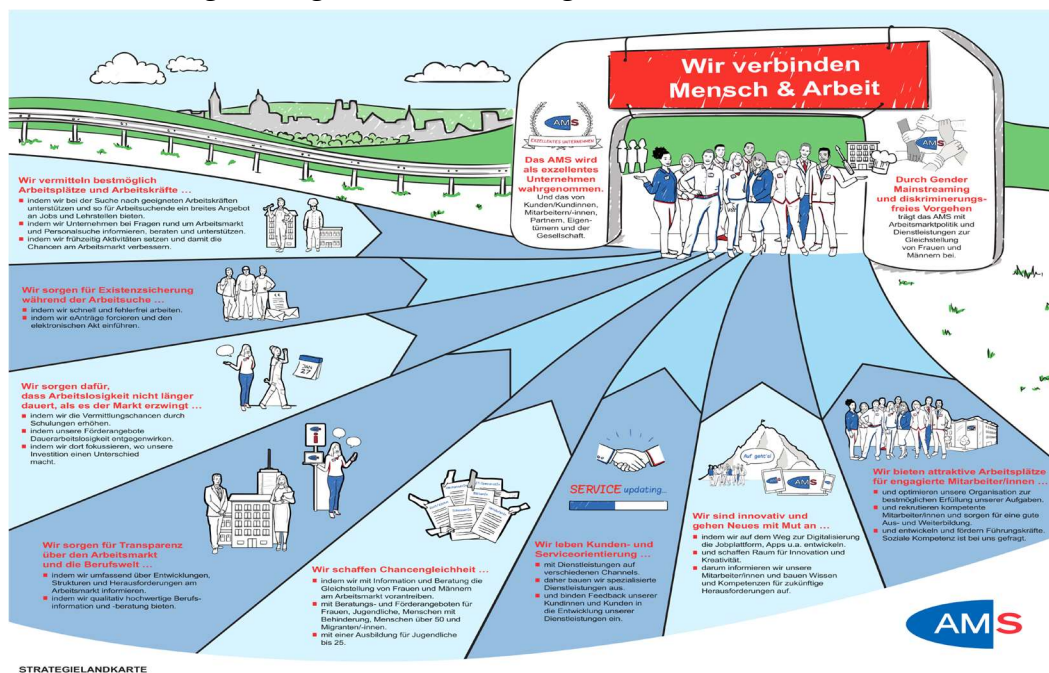 Wir verbinden
Mensch & Arbeit
AMS
EXZELLENTES UNTERNEHMEN
Das AMS wird
als exzellentes
Unternehmen
wahrgenommen.
Und das von
Kunden/Kundinnen,
Mitarbeitern/-innen,
Partnern, Eigen-
tümern und der
Gesellschaft.
AMS
Durch Gender
Mainstreaming
und diskriminierungs-
freies Vorgehen
trägt das AMS mit
Arbeitsmarktpolitik und
Dienstleistungen zur
Gleichstellung
von Frauen und
Männern bei.
Wir vermitteln bestmöglich
Arbeitsplätze und Arbeitskräfte ...
indem wir bei der Suche nach geeigneten Arbeitskräften
unterstützen und so für Arbeitsuchende ein breites Angebot
an Jobs und Lehrstellen bieten.
indem wir Unternehmen bei Fragen rund um Arbeitsmarkt
und Personalsuche informieren, beraten und unterstützen.
indem wir frühzeitig Aktivitäten setzen und damit die
Chancen am Arbeitsmarkt verbessern.
Wir sorgen für Existenzsicherung
während der Arbeitsuche ...
indem wir schnell und fehlerfrei arbeiten.
indem wir eAnträge forcieren und den
elektronischen Akt einführen.
Wir sorgen dafür,
dass Arbeitslosigkeit nicht länger
dauert, als es der Markt erzwingt ...
indem wir die Vermittlungschancen durch
Schulungen erhöhen.
indem unsere Förderangebote
Dauerarbeitslosigkeit entgegenwirken.
indem wir dort fokussieren, wo unsere
Investition einen Unterschied
macht.
JAN
27
Wir sorgen für Transparenz
über den Arbeitsmarkt
und die Berufswelt ...
indem wir umfassend über Entwicklungen,
Strukturen und Herausforderungen am
Arbeitsmarkt informieren.
indem wir qualitativ hochwertige Berufs-
information und -beratung bieten.
Wir schaffen Chancengleichheit ...
indem wir mit Information und Beratung die
Gleichstellung von Frauen und Männern
am Arbeitsmarkt vorantreiben.
mit Beratungs- und Förderangeboten für
Frauen, Jugendliche, Menschen mit
Behinderung, Menschen über 50 und
Migranten/-innen.
mit einer Ausbildung für Jugendliche
bis 25.
SERVICE updating...
Wir leben Kunden- und
Serviceorientierung ...
mit Dienstleistungen auf
verschiedenen Channels.
daher bauen wir spezialisierte
Dienstleistungen aus.
und binden Feedback unserer
Kundinnen und Kunden in
die Entwicklung unserer
Dienstleistungen ein.
Auf geht's!
AMS
Wir sind innovativ und
gehen Neues mit Mut an ...
indem wir auf dem Weg zur Digitalisierung
die Jobplattform, Apps u.a. entwickeln.
und schaffen Raum für Innovation und
Kreativität.
darum informieren wir unsere
Mitarbeiter/innen und bauen Wissen
und Kompetenzen für zukünftige
Herausforderungen auf.
Wir bieten attraktive Arbeitsplätze
für engagierte Mitarbeiter/innen ...
und optimieren unsere Organisation zur
bestmöglichen Erfüllung unserer Aufgaben.
und rekrutieren kompetente
Mitarbeiter/innen und sorgen für eine gute
Aus- und Weiterbildung.
und entwickeln und fördern Führungskräfte.
Soziale Kompetenz ist bei uns gefragt.
AMS
STRATEGIELANDKARTE